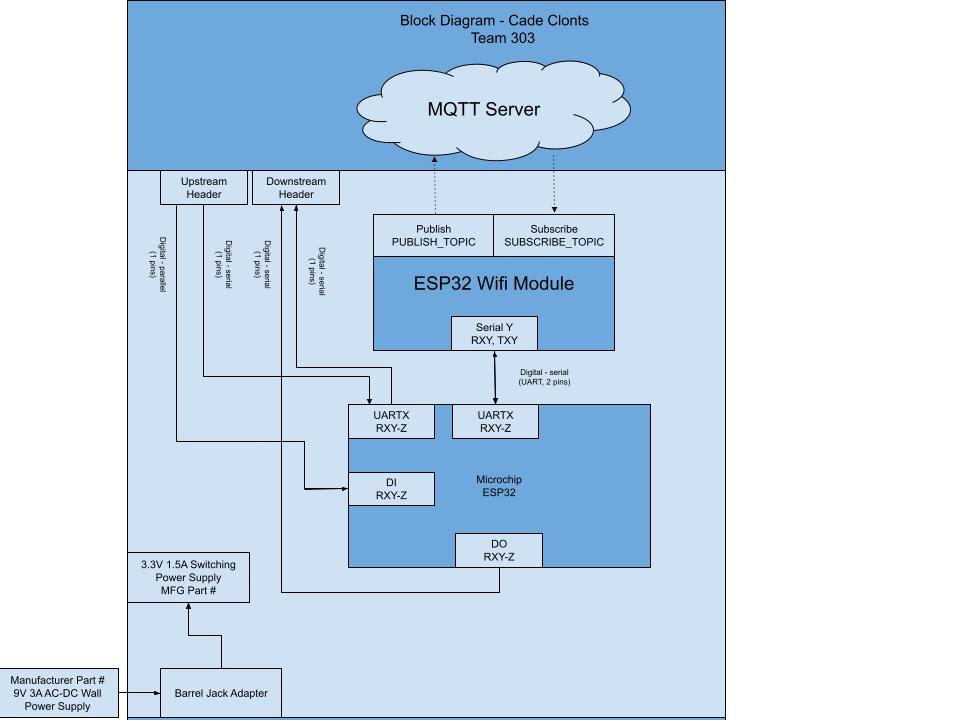 Block Diagram - Cade Clonts
Team 303
MQTT Server
Upstream
Header
Downstream
Header
Publish
PUBLISH_TOPIC
Subscribe
SUBSCRIBE_TOPIC
Digital - parallel
(1 pins)
Digital - serial
(1 pins)
Digital - serial
(1 pins)
Digital - serial
(1 pins)
ESP32 Wifi Module
Serial Y
RXY, TXY
Digital - serial
(UART, 2 pins)
UARTX
RXY-Z
UARTX
RXY-Z
DI
RXY-Z
Microchip
ESP32
DO
RXY-Z
3.3V 1.5A Switching
Power Supply
MFG Part #
Manufacturer Part #
9V 3A AC-DC Wall
Power Supply
Barrel Jack Adapter